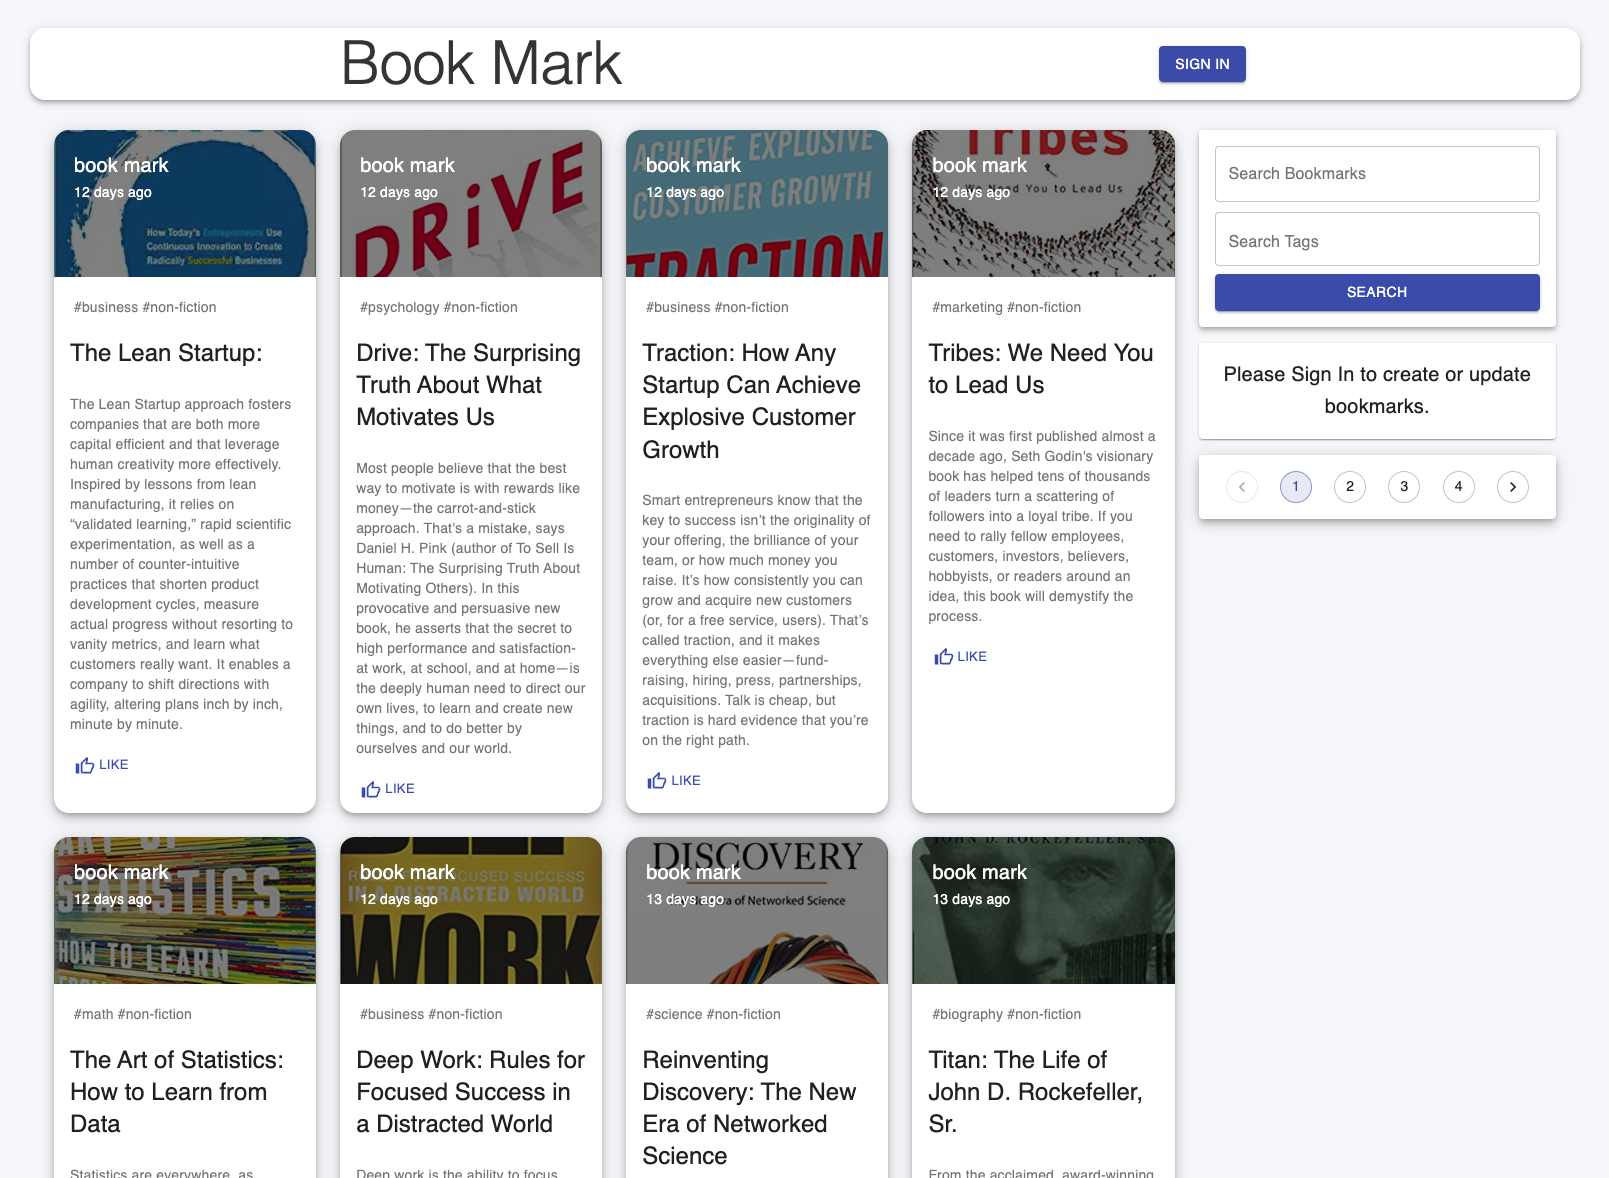 Book Mark
SIGN IN
book mark
12 days ago
How Today's Entrepreneurs Use
Continuous Innovation to Create
Radically Successful Businesses
#business #non-fiction
The Lean Startup:
The Lean Startup approach fosters
companies that are both more
capital efficient and that leverage
human creativity more effectively.
Inspired by lessons from lean
manufacturing, it relies on
“validated learning,” rapid scientific
experimentation, as well as a
number of counter-intuitive
practices that shorten product
development cycles, measure
actual progress without resorting to
vanity metrics, and learn what
customers really want. It enables a
company to shift directions with
agility, altering plans inch by inch,
minute by minute.
LIKE
book mark
12 days ago
DRiVE
#psychology #non-fiction
Drive: The Surprising
Truth About What
Motivates Us
Most people believe that the best
way to motivate is with rewards like
money—the carrot-and-stick
approach. That's a mistake, says
Daniel H. Pink (author of To Sell Is
Human: The Surprising Truth About
Motivating Others). In this
provocative and persuasive new
book, he asserts that the secret to
high performance and satisfaction-
at work, at school, and at home—is
the deeply human need to direct our
own lives, to learn and create new
things, and to do better by
ourselves and our world.
LIKE
ACHIEVE EXPLOSIVE
book mark
12 days ago
CUSTOMER GROWTH
TRACTION
#business #non-fiction
Traction: How Any
Startup Can Achieve
Explosive Customer
Growth
Smart entrepreneurs know that the
key to success isn’t the originality of
your offering, the brilliance of your
team, or how much money you
raise. It’s how consistently you can
grow and acquire new customers
(or, for a free service, users). That’s
called traction, and it makes
everything else easier—fund-
raising, hiring, press, partnerships,
acquisitions. Talk is cheap, but
traction is hard evidence that you’re
on the right path.
LIKE
Tribes
book mark
12 days ago
We Need You to Lead Us
#marketing #non-fiction
Tribes: We Need You
to Lead Us
Since it was first published almost a
decade ago, Seth Godin's visionary
book has helped tens of thousands
of leaders turn a scattering of
followers into a loyal tribe. If you
need to rally fellow employees,
customers, investors, believers,
hobbyists, or readers around an
idea, this book will demystify the
process.
LIKE
Search Bookmarks
Search Tags
SEARCH
Please Sign In to create or update
bookmarks.
1 2 3 4
ART OF
book mark
12 days ago
STATISTICS
HOW TO LEARN
#math #non-fiction
The Art of Statistics:
How to Learn from
Data
Statistics are everywhere, as
DEEP
book mark
12 days ago
FOCUSED SUCCESS
IN A DISTRACTED WORLD
WORK
#business #non-fiction
Deep Work: Rules for
Focused Success in
a Distracted World
Deep work is the ability to focus
DISCOVERY
book mark
13 days ago
Era of Networked Science
#science #non-fiction
Reinventing
Discovery: The New
Era of Networked
Science
JOHN D. ROCKEFELLER, SR.
book mark
13 days ago
#biography #non-fiction
Titan: The Life of
John D. Rockefeller,
Sr.
From the acclaimed, award-winning